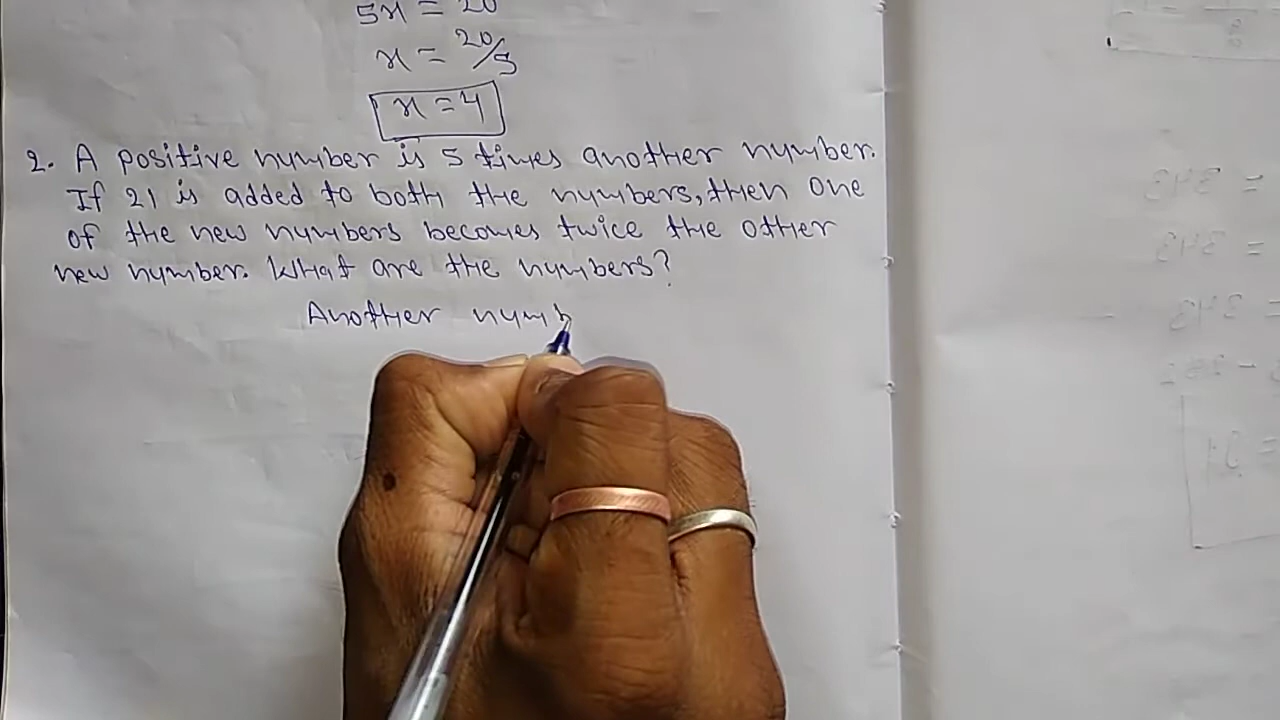 5x = 20
x = 20/5
x = 4
2. A positive number is 5 times another number.
If 21 is added to both the numbers, then one
of the new numbers becomes twice the other
new number. What are the numbers?
Another numb